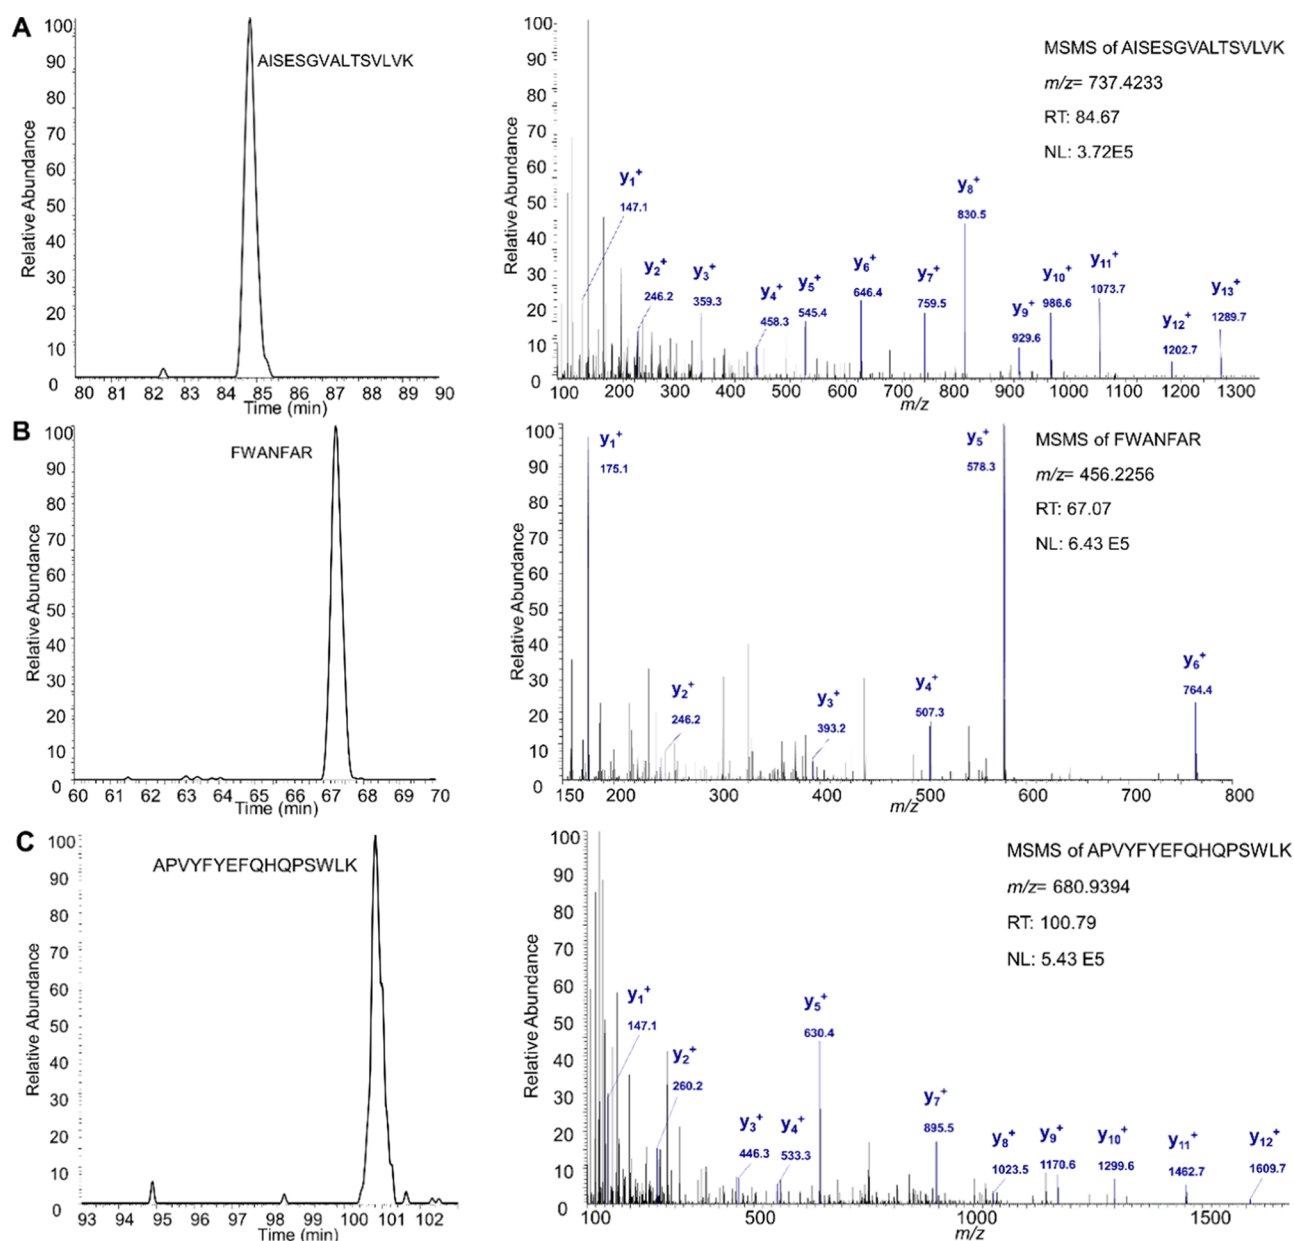 A
Relative Abundance
100
90
80
70
60
50
40
30
20
10
0
AISESGVALTSVLVK
80 81 82 83 84 85 86 87 88 89 90
Time (min)
Relative Abundance
100
90
80
70
60
50
40
30
20
10
0
y1+
147.1
y2+
246.2
y3+
359.3
y4+
458.3
y5+
545.4
y6+
646.4
y7+
759.5
y8+
830.5
y9+
929.6
y10+
986.6
y11+
1073.7
y12+
1202.7
y13+
1289.7
100 200 300 400 500 600 700 800 900 1000 1100 1200 1300
m/z
MSMS of AISESGVALTSVLVK
m/z= 737.4233
RT: 84.67
NL: 3.72E5
B
Relative Abundance
100
90
80
70
60
50
40
30
20
10
0
FWANFAR
60 61 62 63 64 65 66 67 68 69 70
Time (min)
Relative Abundance
100
90
80
70
60
50
40
30
20
10
0
y1+
175.1
y2+
246.2
y3+
393.2
y4+
507.3
y5+
578.3
y6+
764.4
150 200 300 400 500 600 700 800
m/z
MSMS of FWANFAR
m/z= 456.2256
RT: 67.07
NL: 6.43 E5
C
Relative Abundance
100
90
80
70
60
50
40
30
20
10
0
APVYFYEFQHQPSWLK
93 94 95 96 97 98 99 100 101 102
Time (min)
Relative Abundance
100
90
80
70
60
50
40
30
20
10
0
y1+
147.1
y2+
260.2
y3+
446.3
y4+
533.3
y5+
630.4
y7+
895.5
y8+
1023.5
y9+
1170.6
y10+
1299.6
y11+
1462.7
y12+
1609.7
100 500 1000 1500
m/z
MSMS of APVYFYEFQHQPSWLK
m/z= 680.9394
RT: 100.79
NL: 5.43 E5